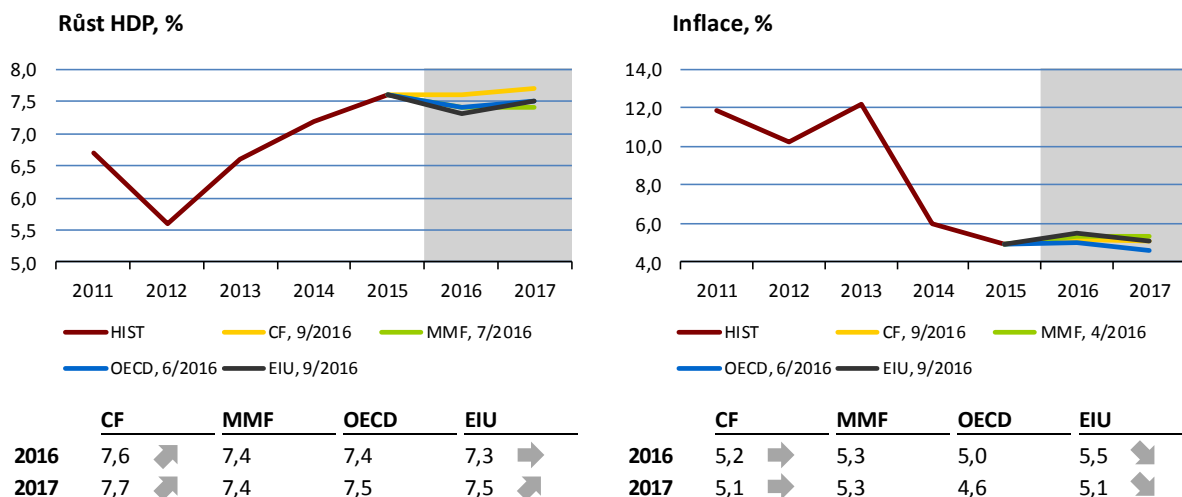 Růst HDP, %
8,0
7,5
7,0
6,5
6,0
5,5
5,0
2011 2012 2013 2014 2015 2016 2017
HIST CF, 9/2016 MMF, 7/2016
OECD, 6/2016 EIU, 9/2016
CF MMF OECD EIU
2016 7,6 7,4 7,4 7,3
2017 7,7 7,4 7,5 7,5
Inflace, %
14,0
12,0
10,0
8,0
6,0
4,0
2011 2012 2013 2014 2015 2016 2017
HIST CF, 9/2016 MMF, 4/2016
OECD, 6/2016 EIU, 9/2016
CF MMF OECD EIU
2016 5,2 5,3 5,0 5,5
2017 5,1 5,3 4,6 5,1